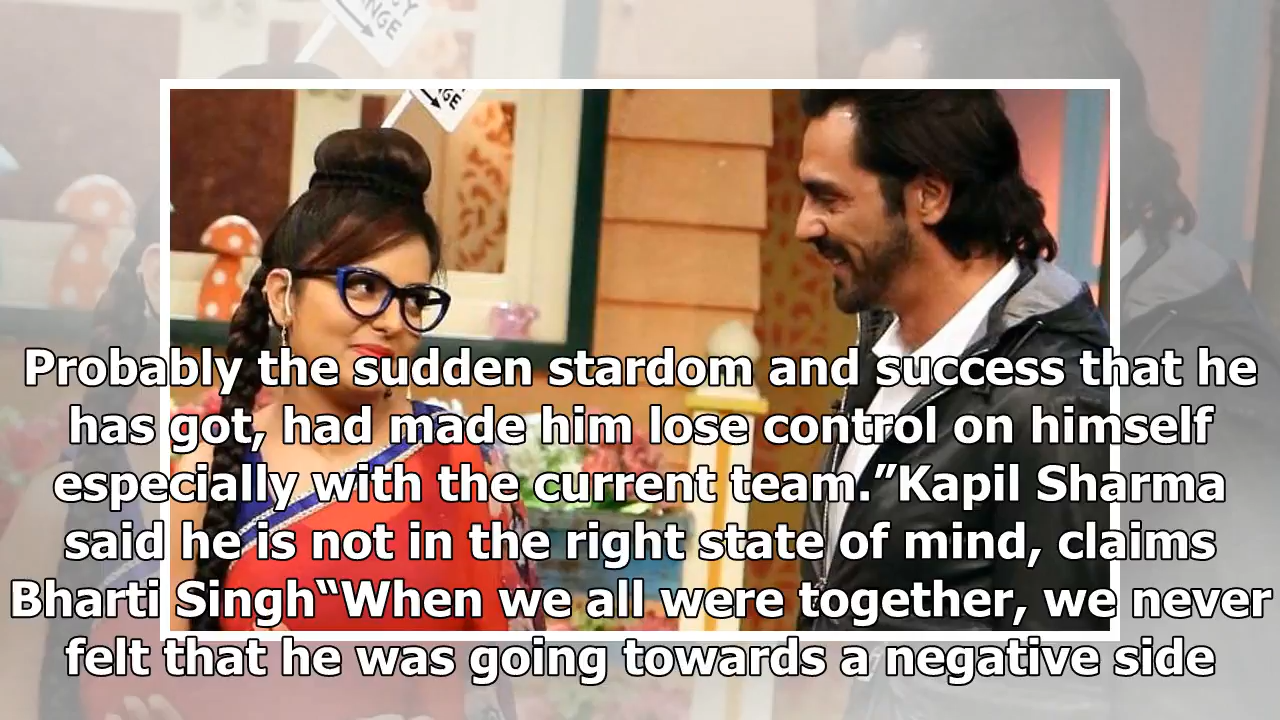 NGE
NGE
Probably the sudden stardom and success that he
has got, had made him lose control on himself
especially with the current team.”Kapil Sharma
said he is not in the right state of mind, claims
Bharti Singh“When we all were together, we never
felt that he was going towards a negative side